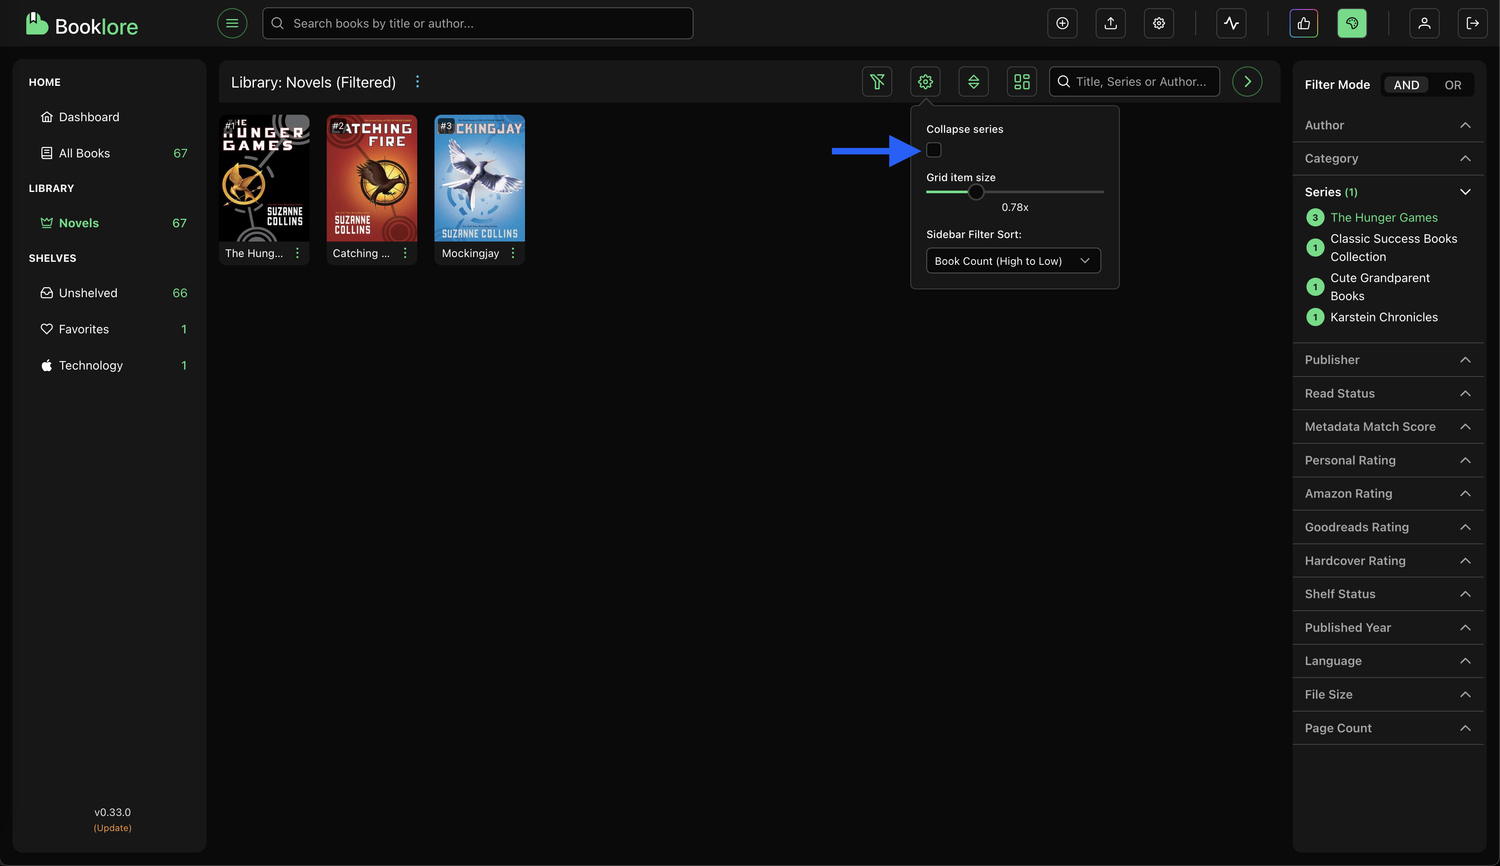 Booklore
Search books by title or author...
HOME
Dashboard
All Books 67
LIBRARY
Novels 67
SHELVES
Unshelved 66
Favorites 1
Technology 1
v0.33.0
(Update)
Library: Novels (Filtered)
Title, Series or Author...
#1
THE HUNGER GAMES
SUZANNE COLLINS
The Hung...
#2
CATCHING FIRE
SUZANNE COLLINS
Catching ...
#3
MOCKINGJAY
SUZANNE COLLINS
Mockingjay
Collapse series
Grid item size
0.78x
Sidebar Filter Sort:
Book Count (High to Low)
Filter Mode AND OR
Author
Category
Series (1)
3 The Hunger Games
1 Classic Success Books
Collection
1 Cute Grandparent
Books
1 Karstein Chronicles
Publisher
Read Status
Metadata Match Score
Personal Rating
Amazon Rating
Goodreads Rating
Hardcover Rating
Shelf Status
Published Year
Language
File Size
Page Count